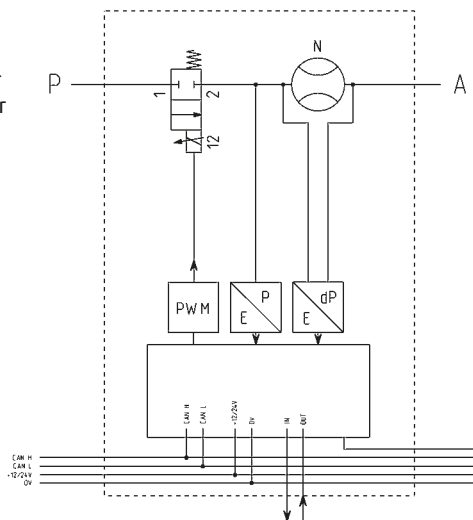 N
P
A
1
2
12
r
PWM
P
E
dP
E
CAN H
CAN L
+12/24V
0V
IN
OUT
CAN H
CAN L
+12/24V
0V